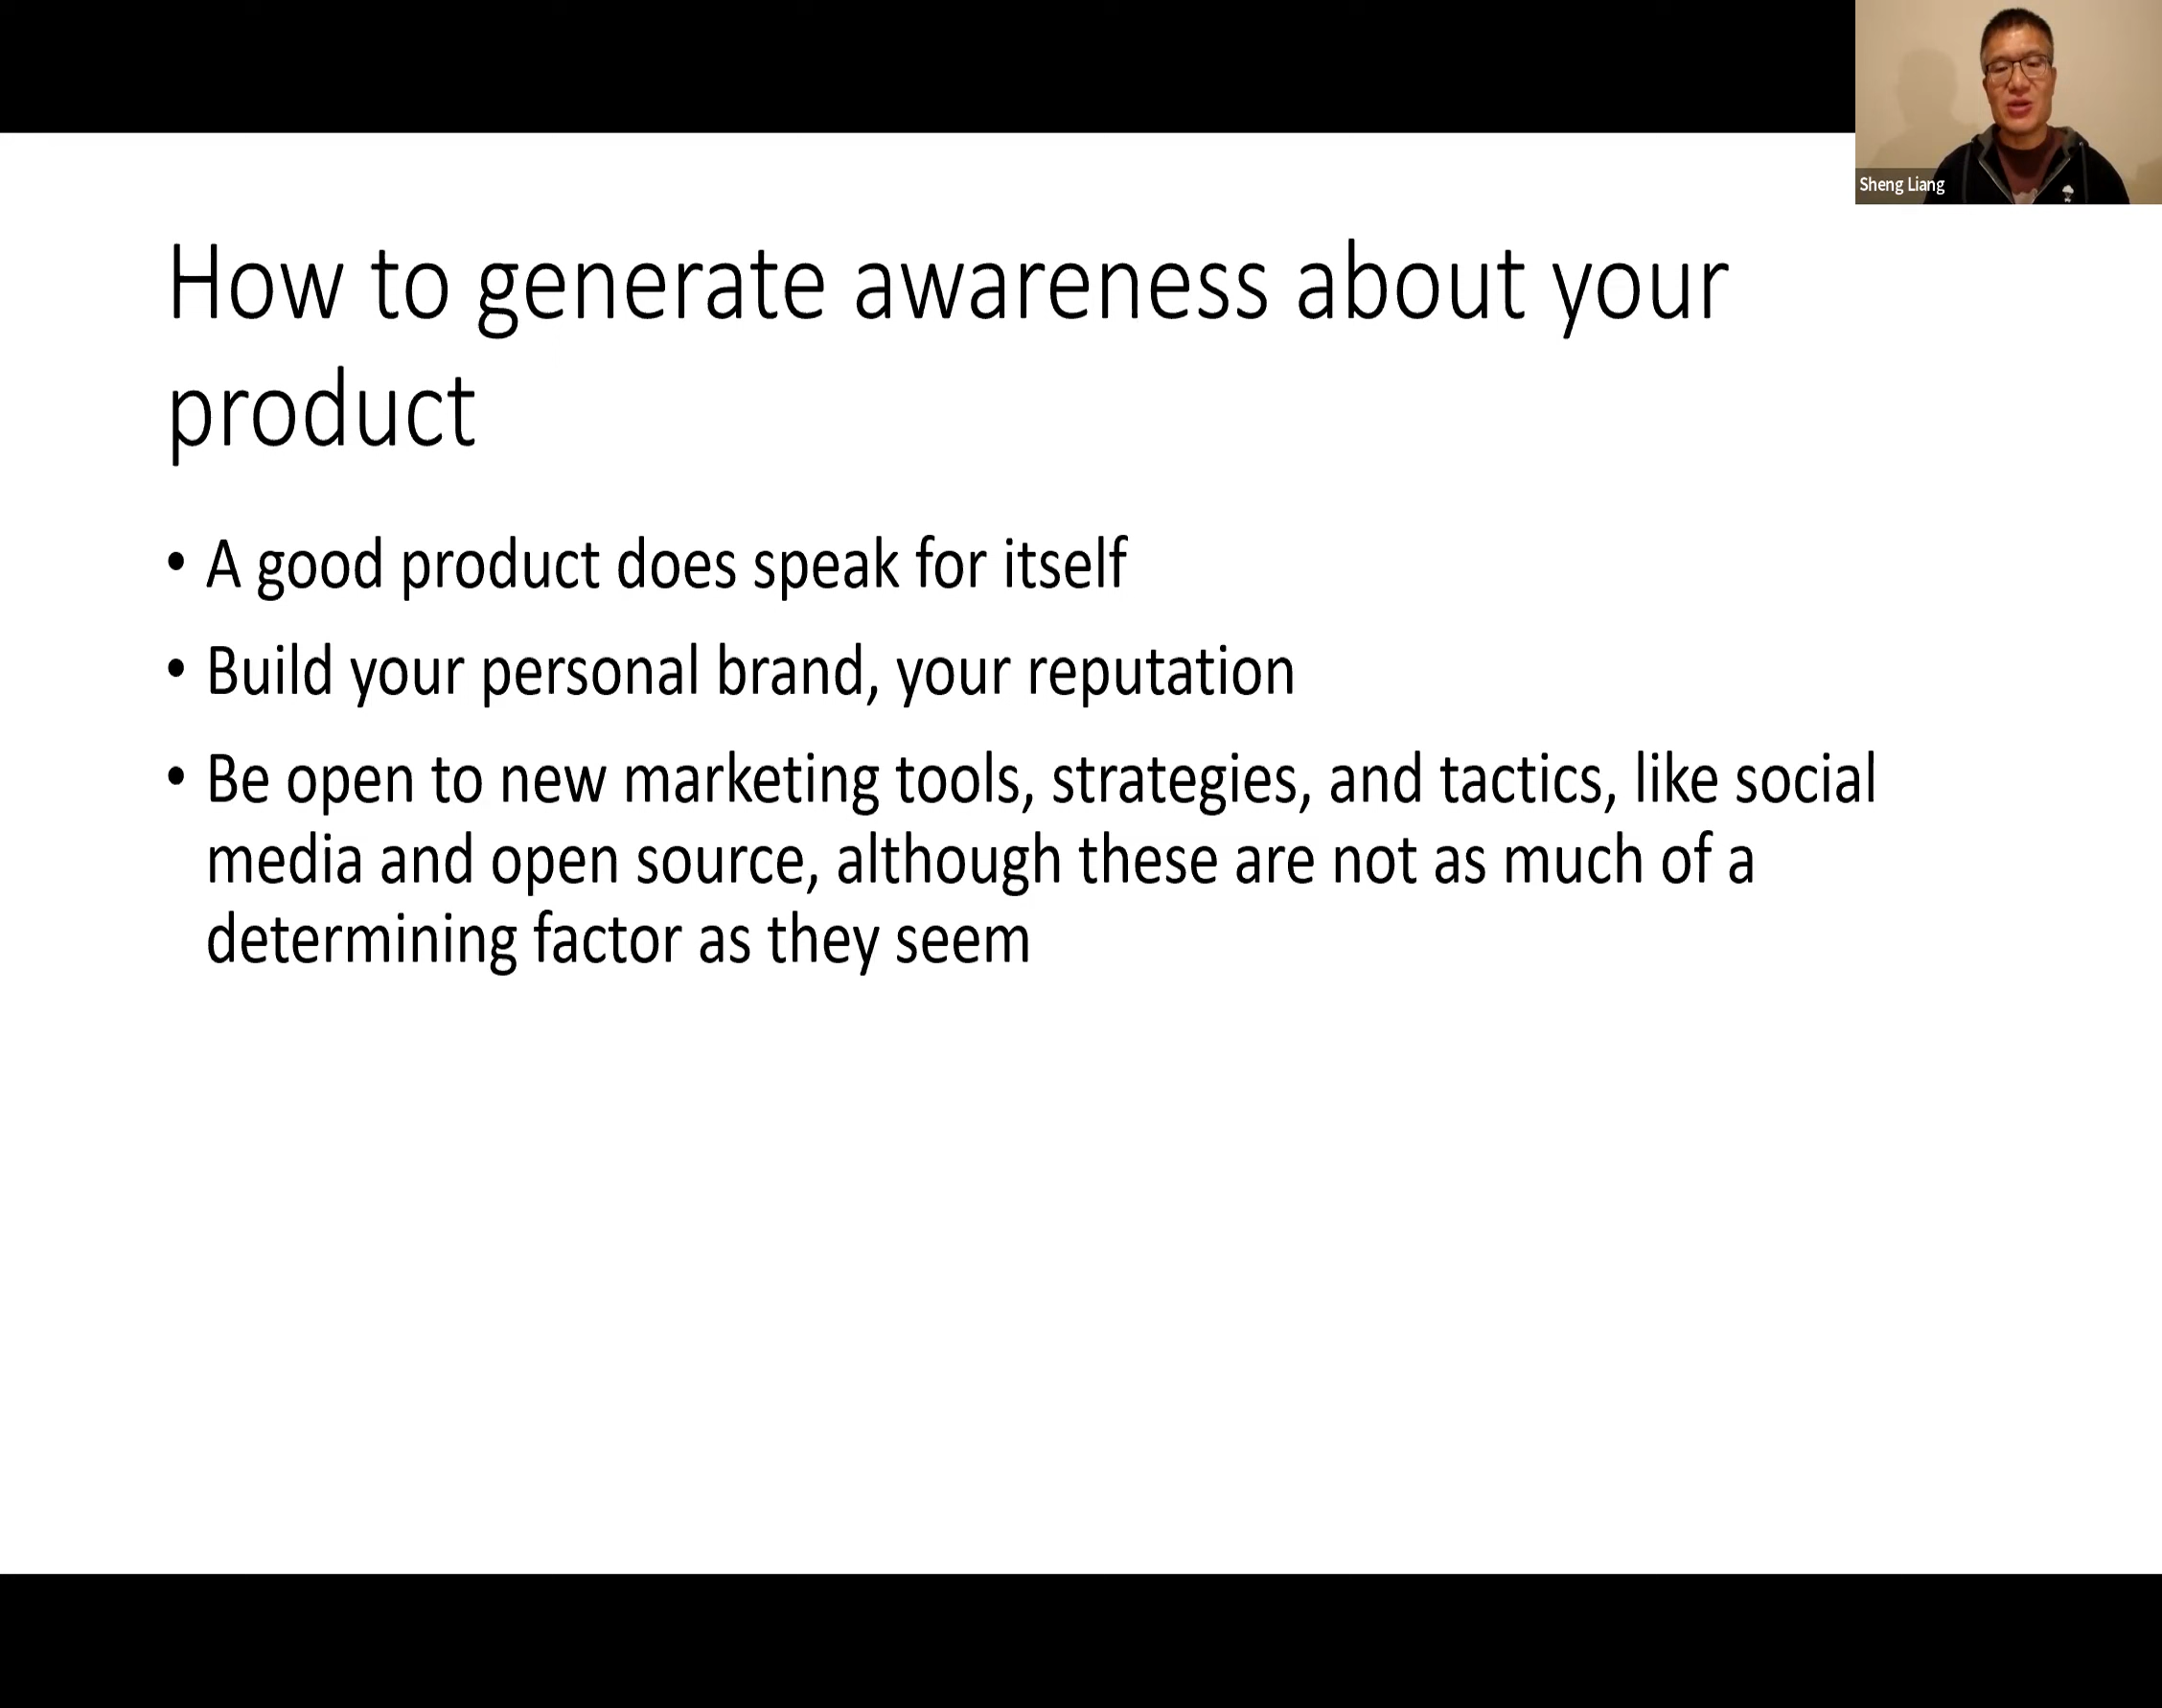 Sheng Liang
How to generate awareness about your
product
• A good product does speak for itself
• Build your personal brand, your reputation
• Be open to new marketing tools, strategies, and tactics, like social
media and open source, although these are not as much of a
determining factor as they seem